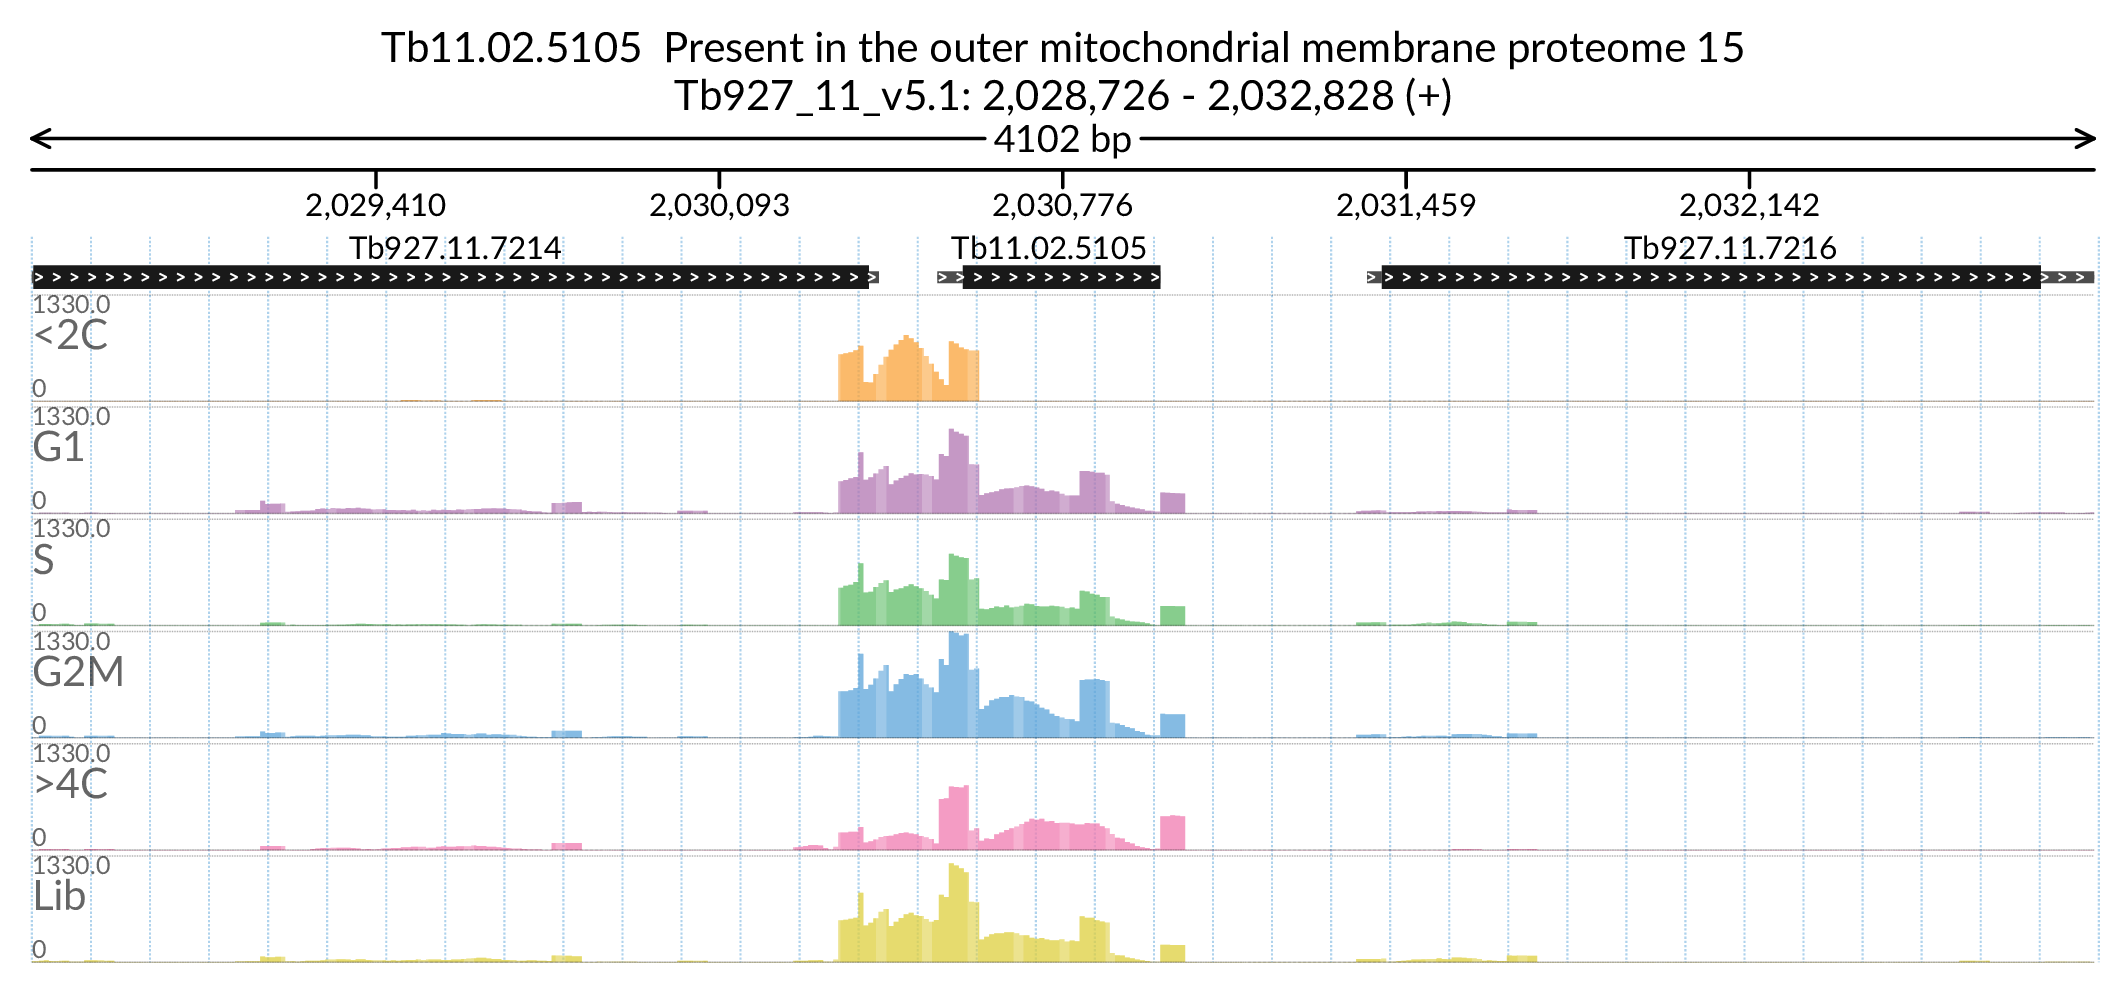 Tb11.02.5105  Present in the outer mitochondrial membrane proteome 15
Tb927_11_v5.1: 2,028,726 - 2,032,828 (+)
4102 bp
2,029,410 2,030,093 2,030,776 2,031,459 2,032,142
Tb927.11.7214 Tb11.02.5105 Tb927.11.7216
1330.0
<2C
0
1330.0
G1
0
1330.0
S
0
1330.0
G2M
0
1330.0
>4C
0
1330.0
Lib
0